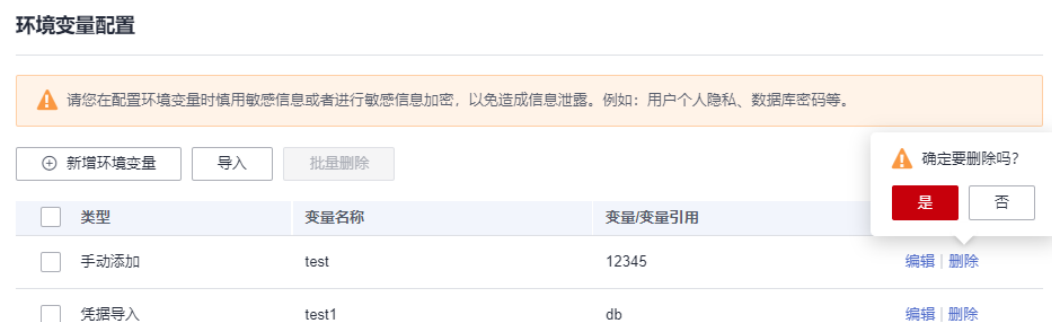 环境变量配置
请您在配置环境变量时慎用敏感信息或者进行敏感信息加密，以免造成信息泄露。例如：用户个人隐私、数据库密码等。
新增环境变量 导入 批量删除
确定要删除吗？
是 否
类型 变量名称 变量/变量引用
手动添加 test 12345 编辑 | 删除
凭据导入 test1 db 编辑 | 删除